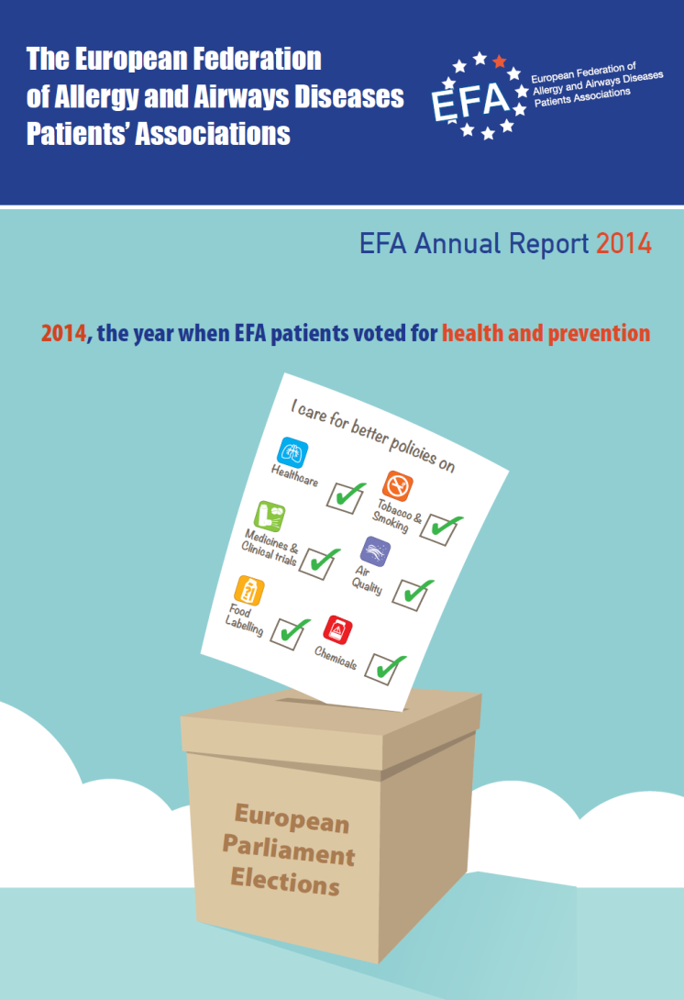 The European Federation
of Allergy and Airways Diseases
Patients' Associations
EFA
European Federation of
Allergy and Airways Diseases
Patients Associations
EFA Annual Report 2014
2014, the year when EFA patients voted for health and prevention
I care for better policies on
Healthcare
Tobacco &
Smoking
Medicines &
Clinical trials
Air
Quality
Food
Labelling
Chemicals
European
Parliament
Elections